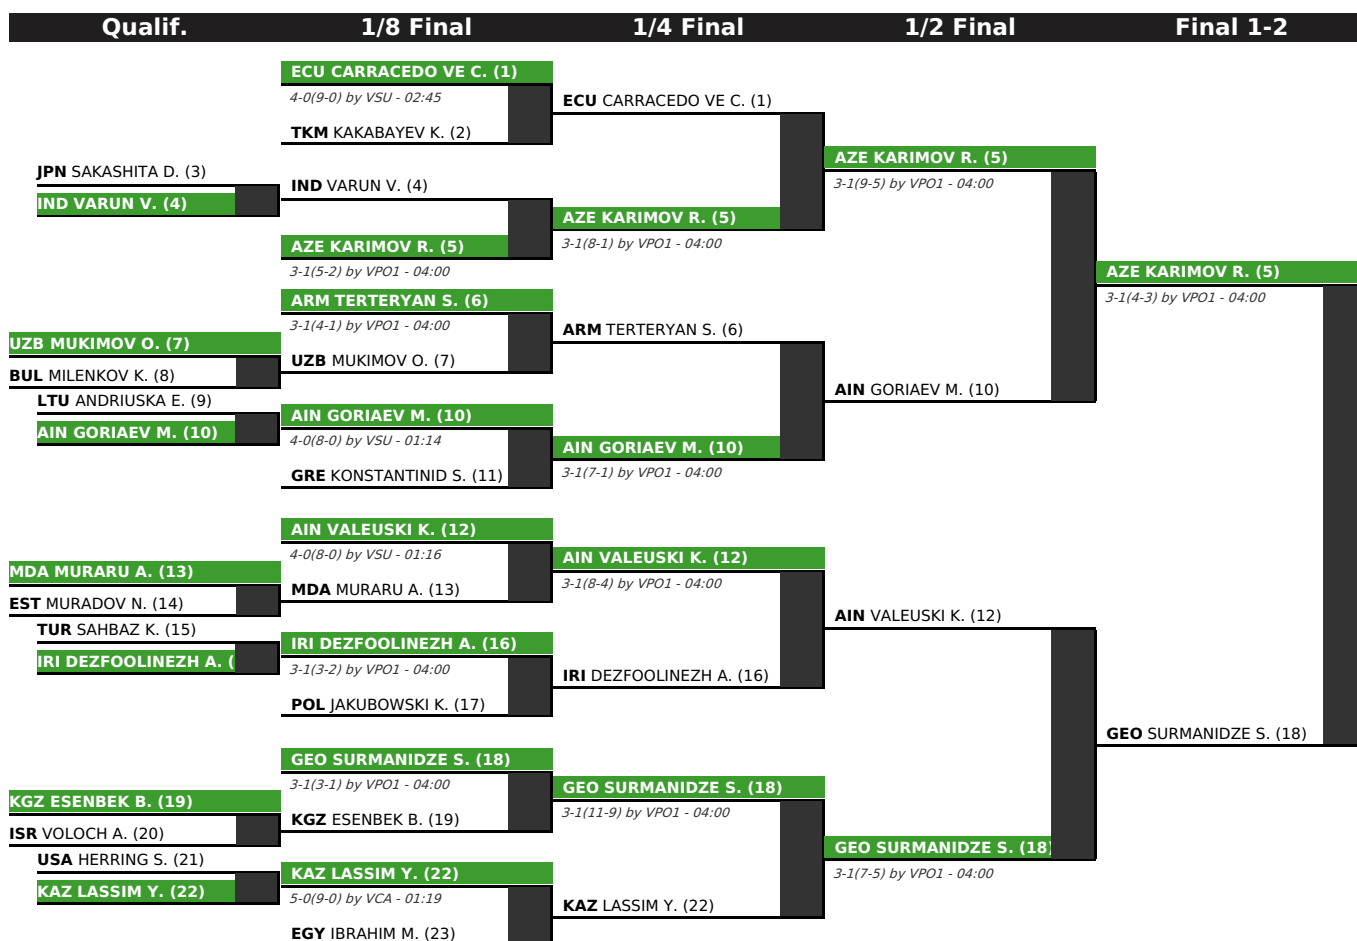 Qualif.
1/8 Final
1/4 Final
1/2 Final
Final 1-2
JPN SAKASHITA D. (3)
IND VARUN V. (4)
UZB MUKIMOV O. (7)
BUL MILENKOV K. (8)
LTU ANDRIUSKA E. (9)
AIN GORIAEV M. (10)
MDA MURARU A. (13)
EST MURADOV N. (14)
TUR SAHBAZ K. (15)
IRI DEZFOOLINEZH A. (
KGZ ESENBEK B. (19)
ISR VOLOCH A. (20)
USA HERRING S. (21)
KAZ LASSIM Y. (22)
ECU CARRACEDO VE C. (1)
4-0(9-0) by VSU - 02:45
TKM KAKABAYEV K. (2)
IND VARUN V. (4)
AZE KARIMOV R. (5)
3-1(5-2) by VPO1 - 04:00
ARM TERTERYAN S. (6)
3-1(4-1) by VPO1 - 04:00
UZB MUKIMOV O. (7)
AIN GORIAEV M. (10)
4-0(8-0) by VSU - 01:14
GRE KONSTANTINID S. (11)
AIN VALEUSKI K. (12)
4-0(8-0) by VSU - 01:16
MDA MURARU A. (13)
IRI DEZFOOLINEZH A. (16)
3-1(3-2) by VPO1 - 04:00
POL JAKUBOWSKI K. (17)
GEO SURMANIDZE S. (18)
3-1(3-1) by VPO1 - 04:00
KGZ ESENBEK B. (19)
KAZ LASSIM Y. (22)
5-0(9-0) by VCA - 01:19
EGY IBRAHIM M. (23)
ECU CARRACEDO VE C. (1)
AZE KARIMOV R. (5)
3-1(8-1) by VPO1 - 04:00
ARM TERTERYAN S. (6)
AIN GORIAEV M. (10)
3-1(7-1) by VPO1 - 04:00
AIN VALEUSKI K. (12)
3-1(8-4) by VPO1 - 04:00
IRI DEZFOOLINEZH A. (16)
GEO SURMANIDZE S. (18)
3-1(11-9) by VPO1 - 04:00
KAZ LASSIM Y. (22)
AZE KARIMOV R. (5)
3-1(9-5) by VPO1 - 04:00
AIN GORIAEV M. (10)
AIN VALEUSKI K. (12)
GEO SURMANIDZE S. (18)
3-1(7-5) by VPO1 - 04:00
AZE KARIMOV R. (5)
3-1(4-3) by VPO1 - 04:00
GEO SURMANIDZE S. (18)